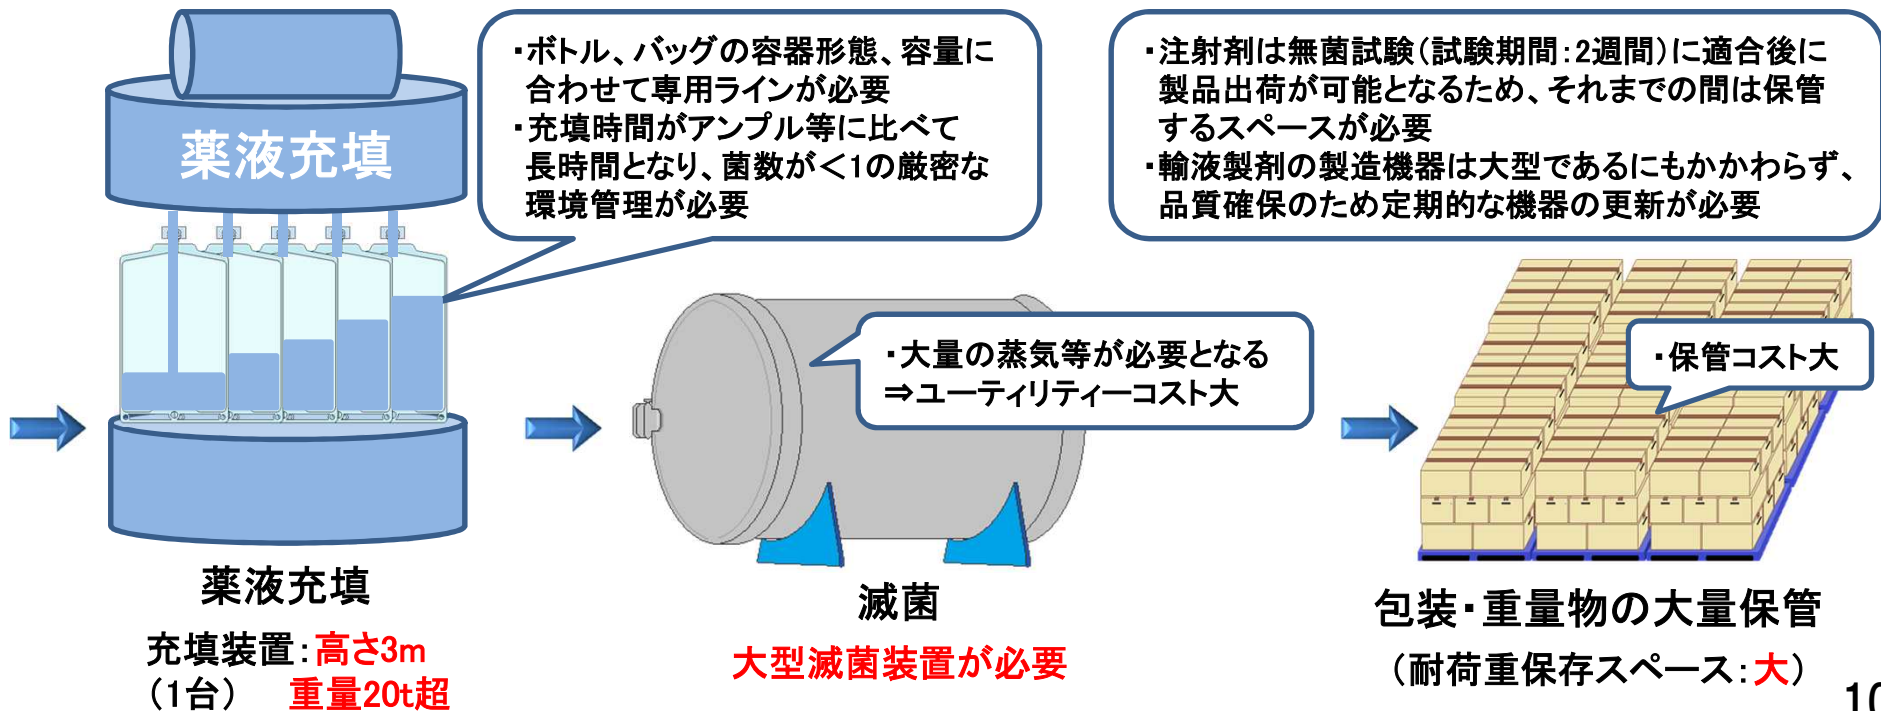 薬液充填
・ボトル、バッグの容器形態、容量に
合わせて専用ラインが必要
・充填時間がアンプル等に比べて
長時間となり、菌数が<1の厳密な
環境管理が必要
・注射剤は無菌試験(試験期間:2週間)に適合後に
製品出荷が可能となるため、それまでの間は保管
するスペースが必要
・輸液製剤の製造機器は大型であるにもかかわらず、
品質確保のため定期的な機器の更新が必要
・大量の蒸気等が必要となる
⇒ユーティリティーコスト大
・保管コスト大
薬液充填
充填装置:高さ3m
(1台) 重量20t超
滅菌
大型滅菌装置が必要
包装・重量物の大量保管
(耐荷重保存スペース:大)